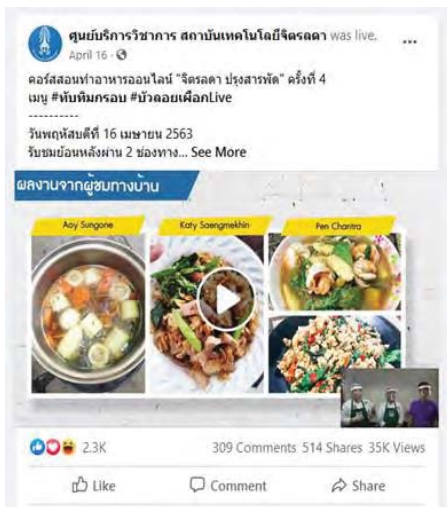 ศูนย์บริการวิชาการ สถาบันเทคโนโลยีจิตรลดา was live.
April 16 ·
คอร์สสอนทำอาหารออนไลน์ "จิตรลดา ปรุงสารพัด" ครั้งที่ 4
เมนู #ทับทิมกรอบ #บัวลอยเผือกLive
----------
วันพฤหัสบดีที่ 16 เมษายน 2563
รับชมย้อนหลังผ่าน 2 ช่องทาง... See More
ผลงานจากผู้ชมทางบ้าน
Aoy Sungone
Katy Saengmekhin
Pen Chantra
2.3K
309 Comments 514 Shares 35K Views
Like
Comment
Share